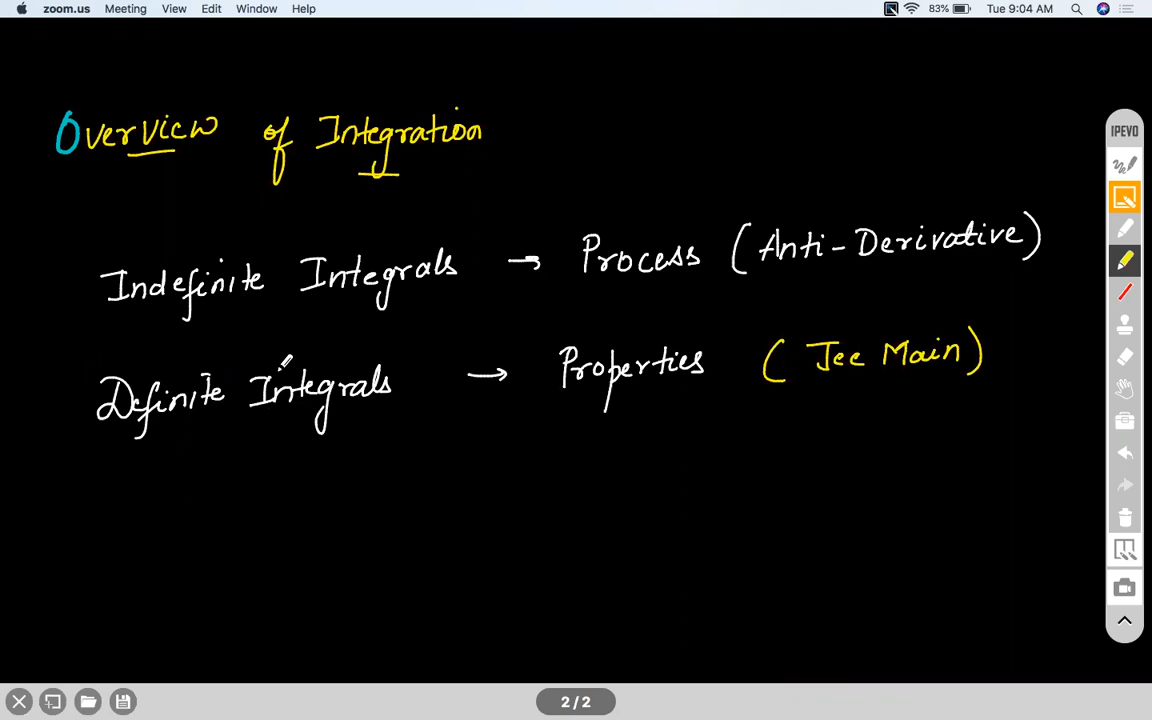 zoom.us Meeting View Edit Window Help 83% Tue 9:04 AM
Overview of Integration
IPEVO
Indefinite Integrals → Process (Anti-Derivative)
Definite Integrals → Properties (Jee Main)
2/2